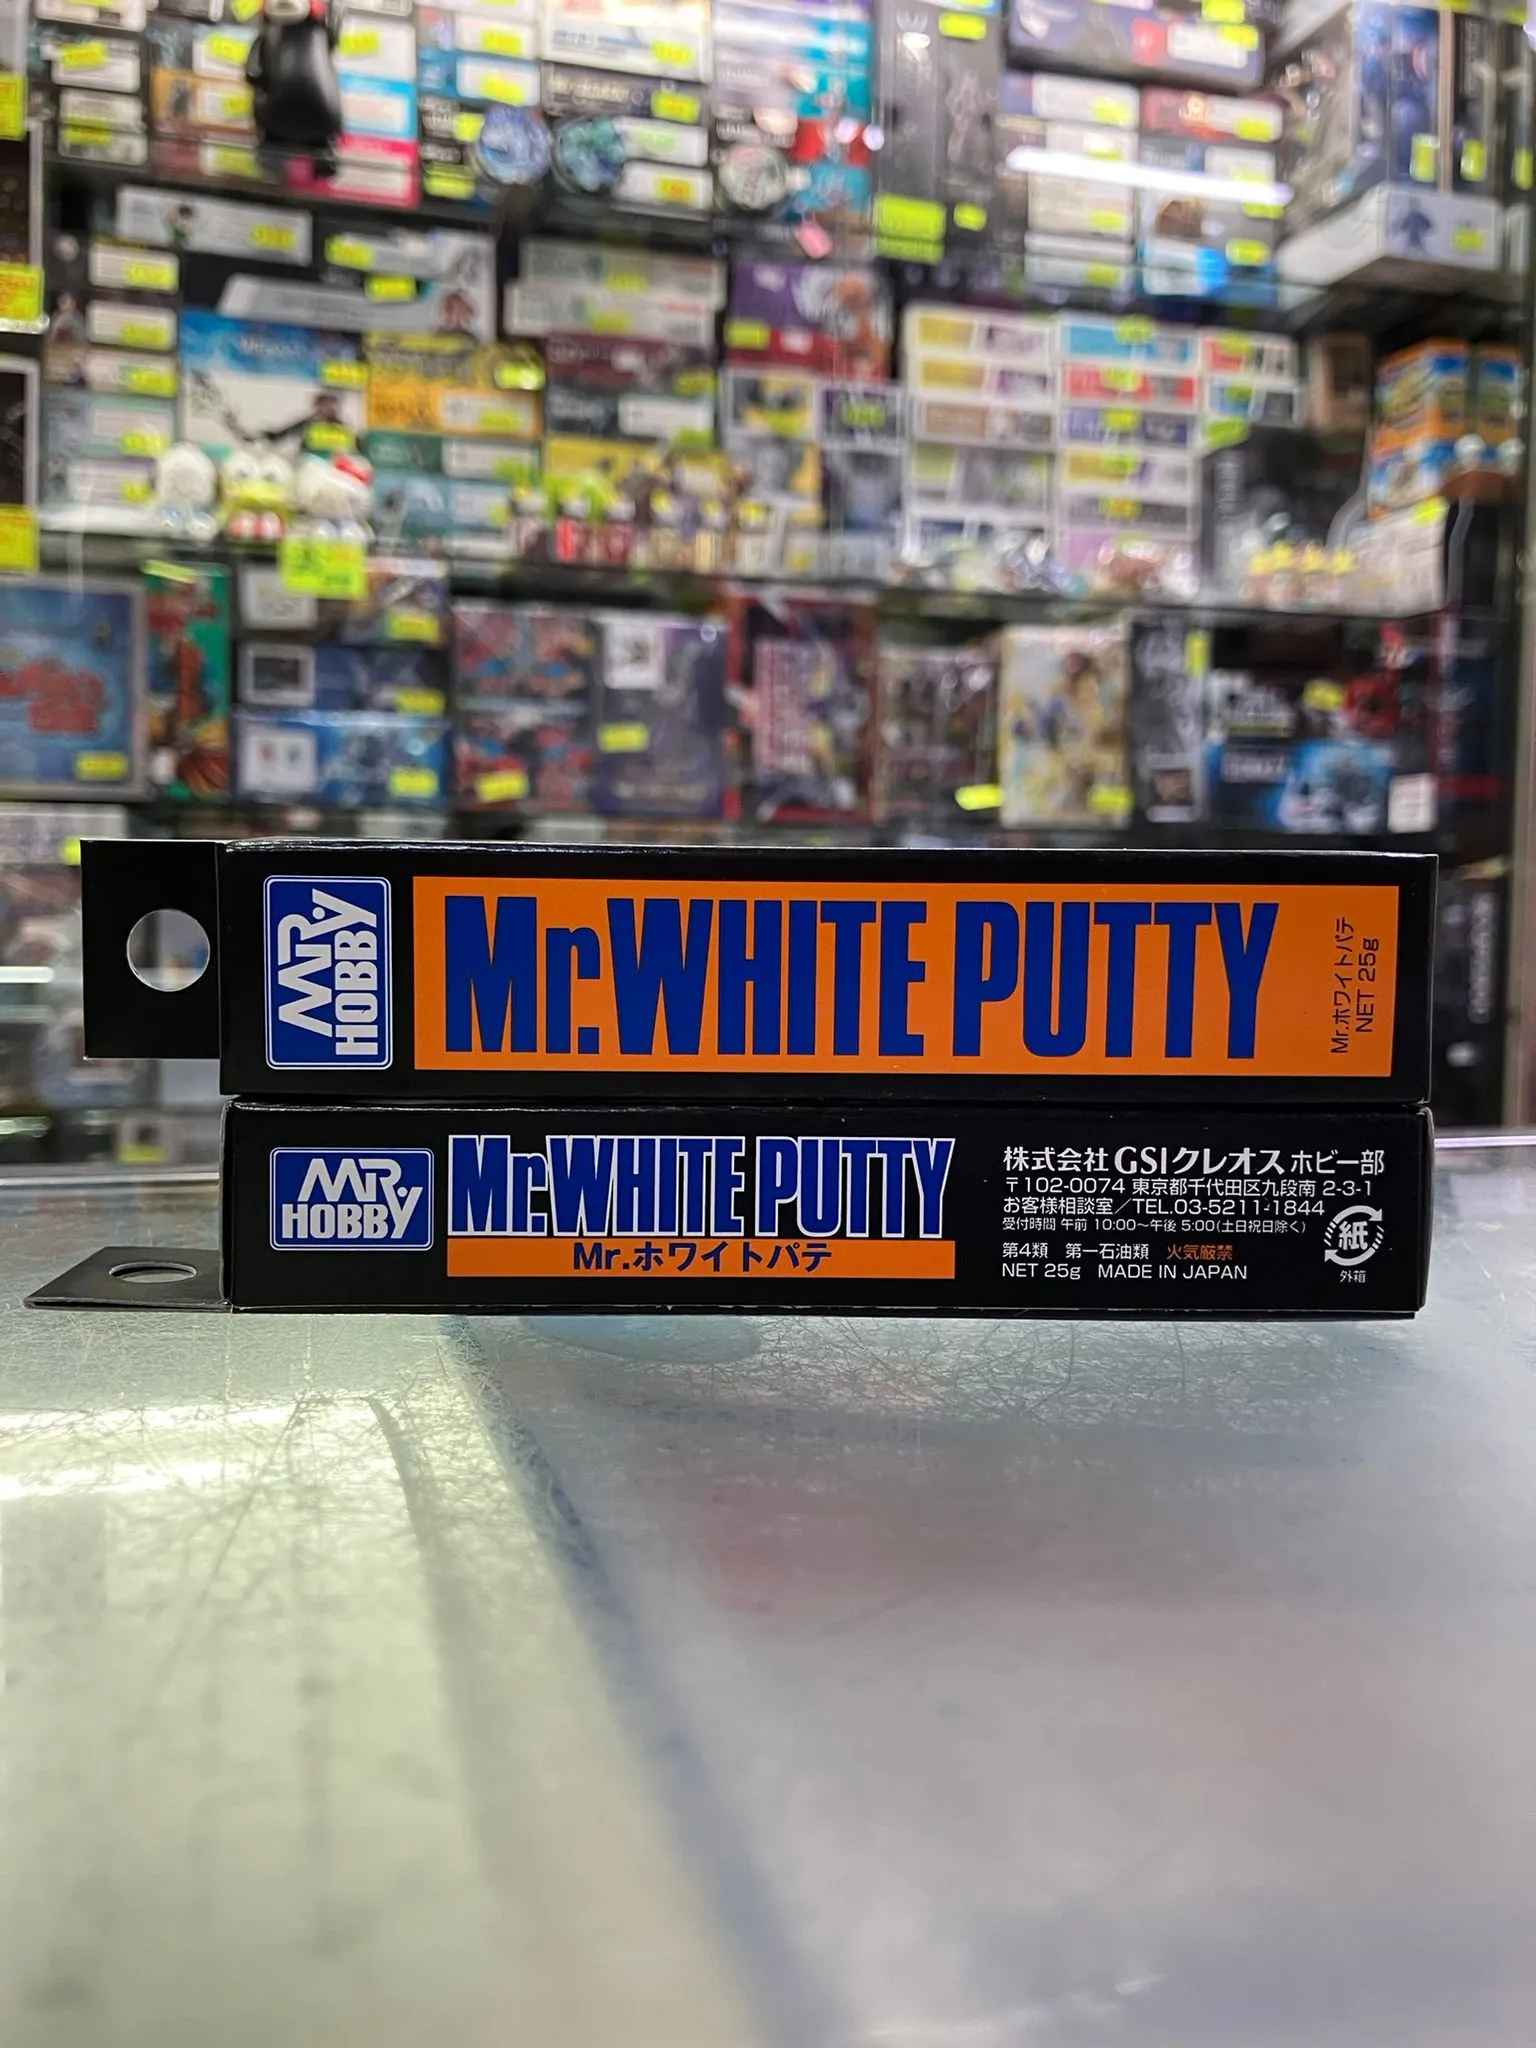 MR.HOBBY
Mr.WHITE PUTTY
Mr.ホワイトパテ
NET 25g
MR.HOBBY
Mr.WHITE PUTTY
Mr.ホワイトパテ
株式会社 GSIクレオス ホビー部
〒102-0074 東京都千代田区九段南 2-3-1
お客様相談室／TEL.03-5211-1844
受付時間 午前 10:00～午後 5:00(土日祝日除く)
第4類 第一石油類 火気厳禁
NET 25g MADE IN JAPAN
紙
外箱